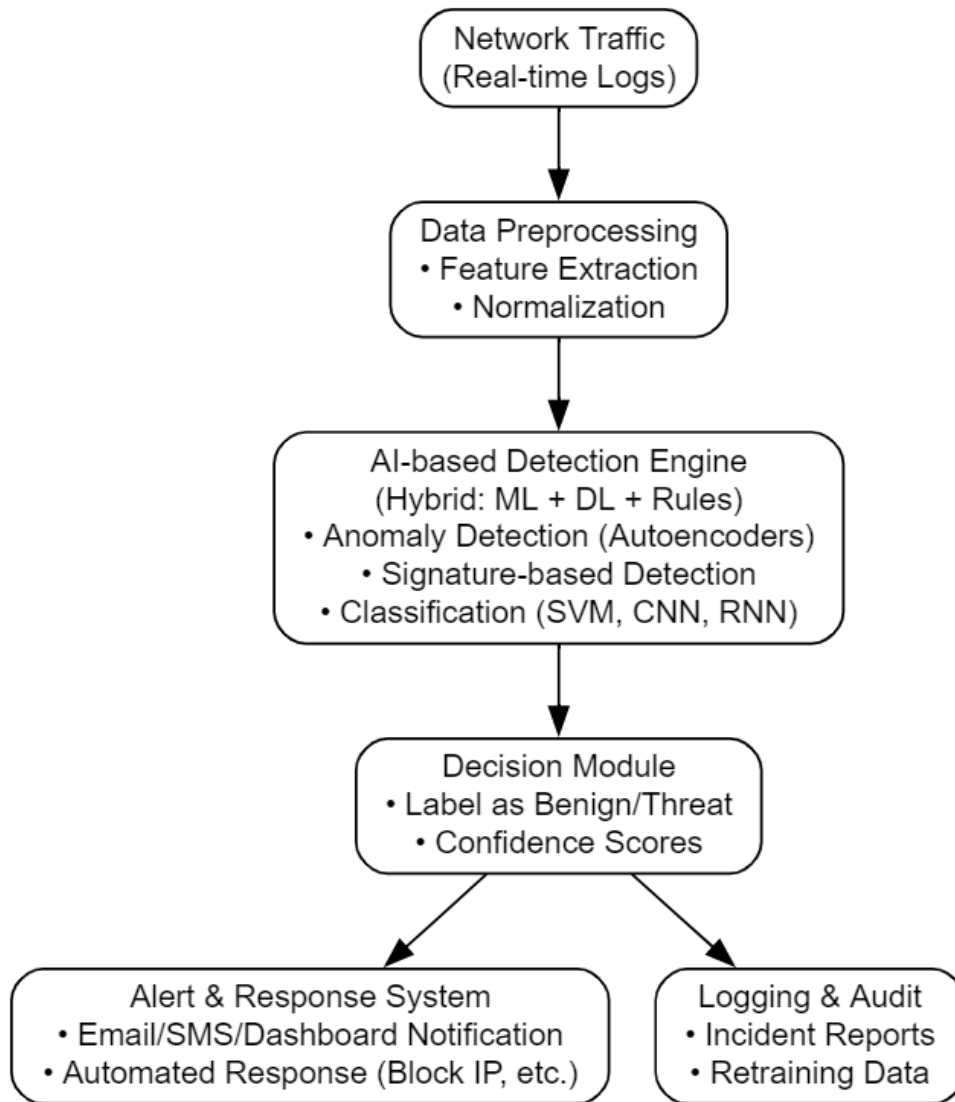 Network Traffic
(Real-time Logs)
Data Preprocessing
• Feature Extraction
• Normalization
AI-based Detection Engine
(Hybrid: ML + DL + Rules)
• Anomaly Detection (Autoencoders)
• Signature-based Detection
• Classification (SVM, CNN, RNN)
Decision Module
• Label as Benign/Threat
• Confidence Scores
Alert & Response System
• Email/SMS/Dashboard Notification
• Automated Response (Block IP, etc.)
Logging & Audit
• Incident Reports
• Retraining Data